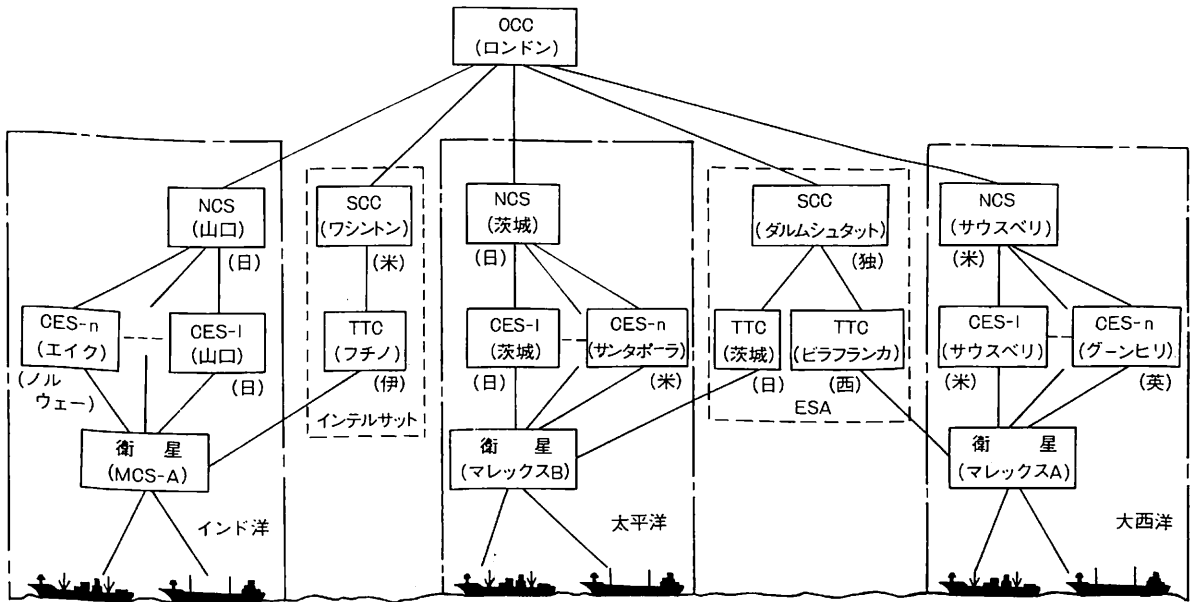 OCC
(ロンドン)
NCS
(山口)
(日)
SCC
(ワシントン)
(米)
NCS
(茨城)
(日)
SCC
(ダルムシュタット)
(独)
NCS
(サウスベリ)
(米)
CES-n
(エイク)
(ノル
ウェー)
CES-1
(山口)
(日)
TTC
(フチノ)
(伊)
インテルサット
CES-1
(茨城)
(日)
CES-n
(サンタポーラ)
(米)
TTC
(茨城)
(日)
TTC
(ビラフランカ)
(西)
ESA
CES-1
(サウスベリ)
(米)
CES-n
(グーンヒリ)
(英)
衛星
(MCS-A)
衛星
(マレックスB)
衛星
(マレックスA)
インド洋
太平洋
大西洋